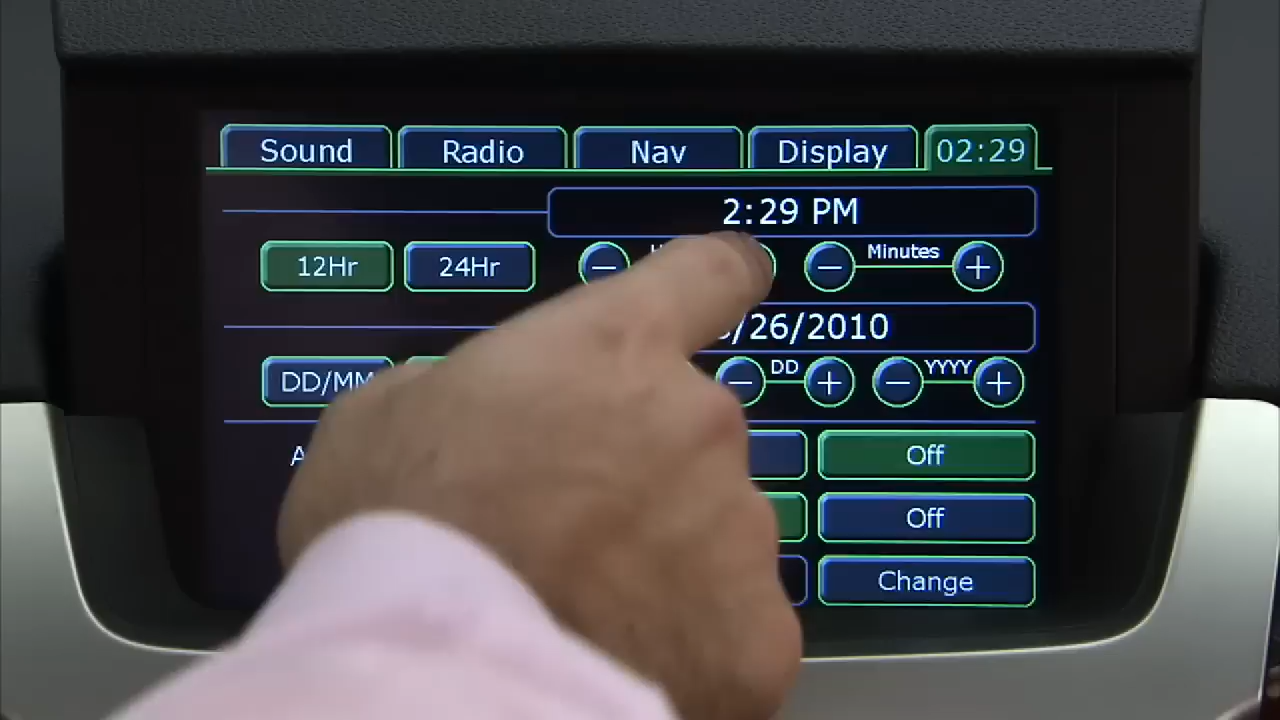 Sound Radio Nav Display 02:29
2:29 PM
12Hr 24Hr − − Minutes +
/26/2010
DD/MM − DD + − YYYY +
Off
Off
Change